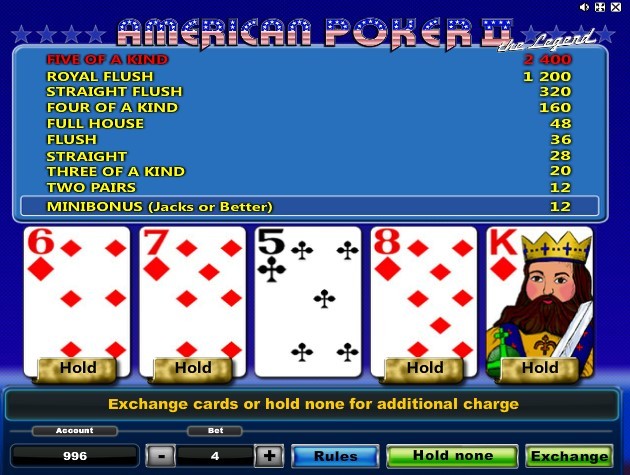 AMERICAN POKER II
the Legend
FIVE OF A KIND 2 400
ROYAL FLUSH 1 200
STRAIGHT FLUSH 320
FOUR OF A KIND 160
FULL HOUSE 48
FLUSH 36
STRAIGHT 28
THREE OF A KIND 20
TWO PAIRS 12
MINIBONUS (Jacks or Better) 12
6 7 5 8 K
Hold Hold Hold Hold
Exchange cards or hold none for additional charge
Account Bet
996 - 4 + Rules Hold none Exchange